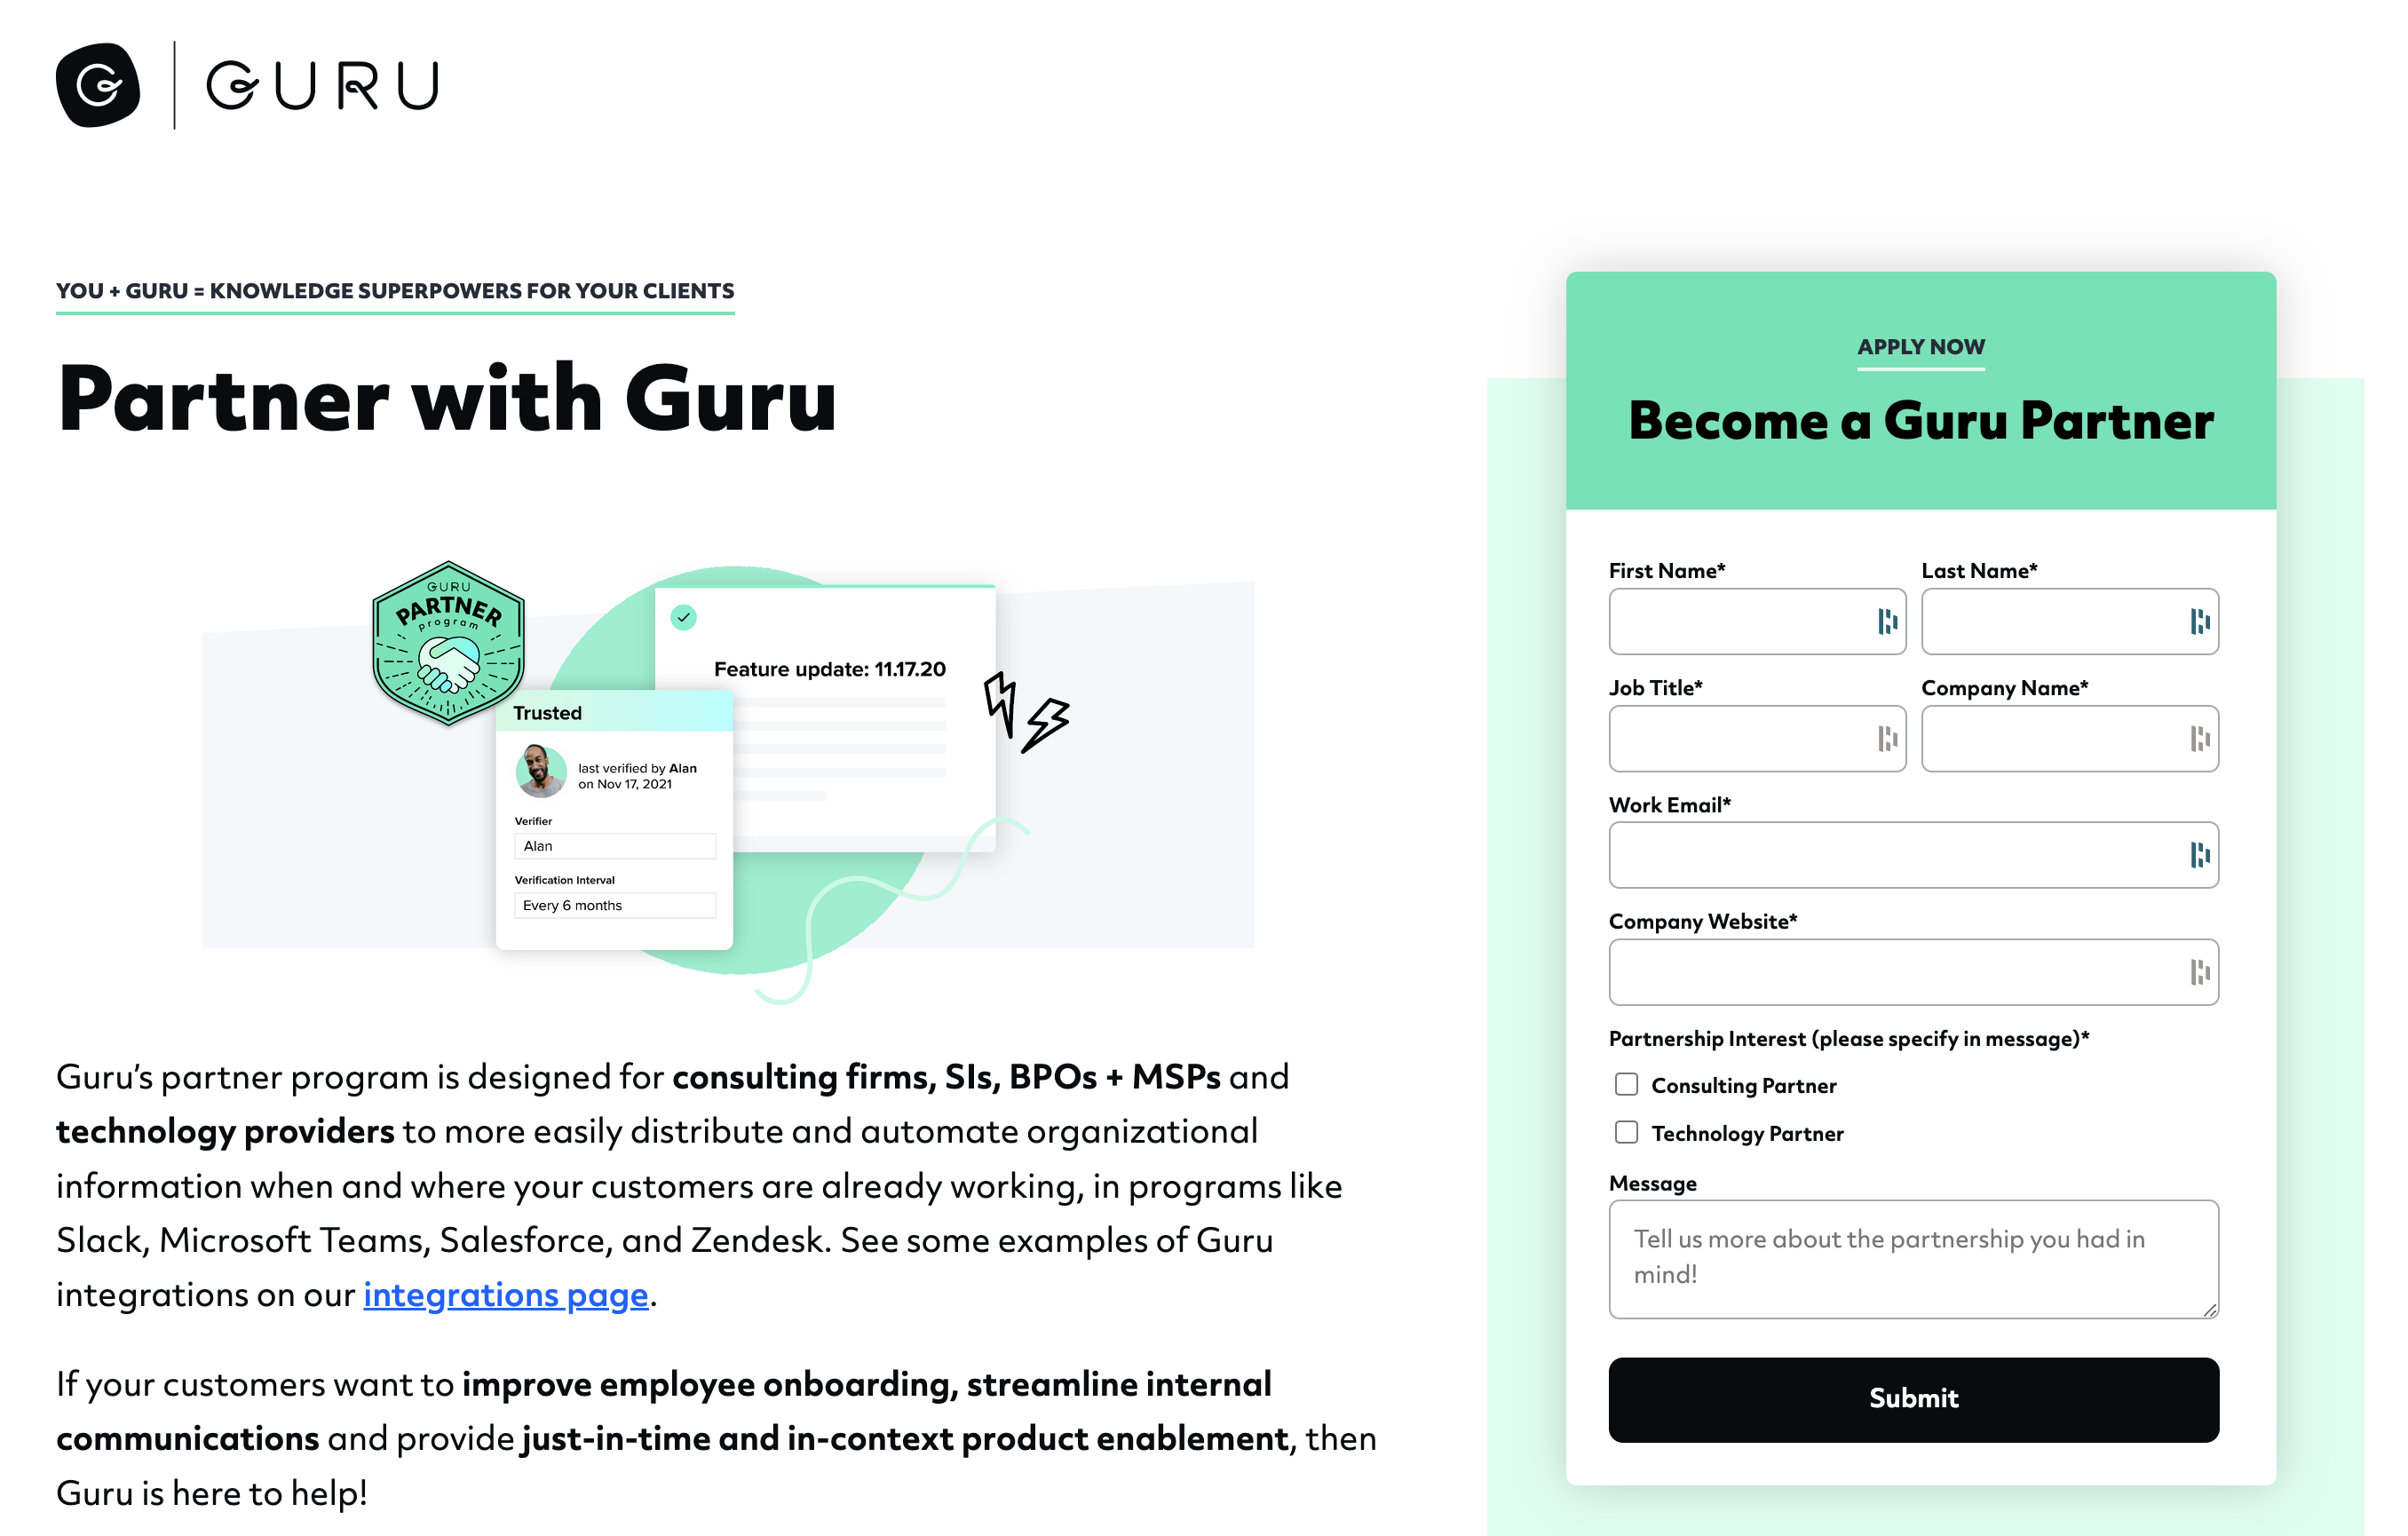 GURU
YOU + GURU = KNOWLEDGE SUPERPOWERS FOR YOUR CLIENTS
Partner with Guru
GURU
PARTNER
program
Feature update: 11.17.20
Trusted
last verified by Alan
on Nov 17, 2021
Verifier
Alan
Verification Interval
Every 6 months
Guru’s partner program is designed for consulting firms, SIs, BPOs + MSPs and
technology providers to more easily distribute and automate organizational
information when and where your customers are already working, in programs like
Slack, Microsoft Teams, Salesforce, and Zendesk. See some examples of Guru
integrations on our integrations page.
If your customers want to improve employee onboarding, streamline internal
communications and provide just-in-time and in-context product enablement, then
Guru is here to help!
APPLY NOW
Become a Guru Partner
First Name*
Last Name*
Job Title*
Company Name*
Work Email*
Company Website*
Partnership Interest (please specify in message)*
Consulting Partner
Technology Partner
Message
Tell us more about the partnership you had in
mind!
Submit